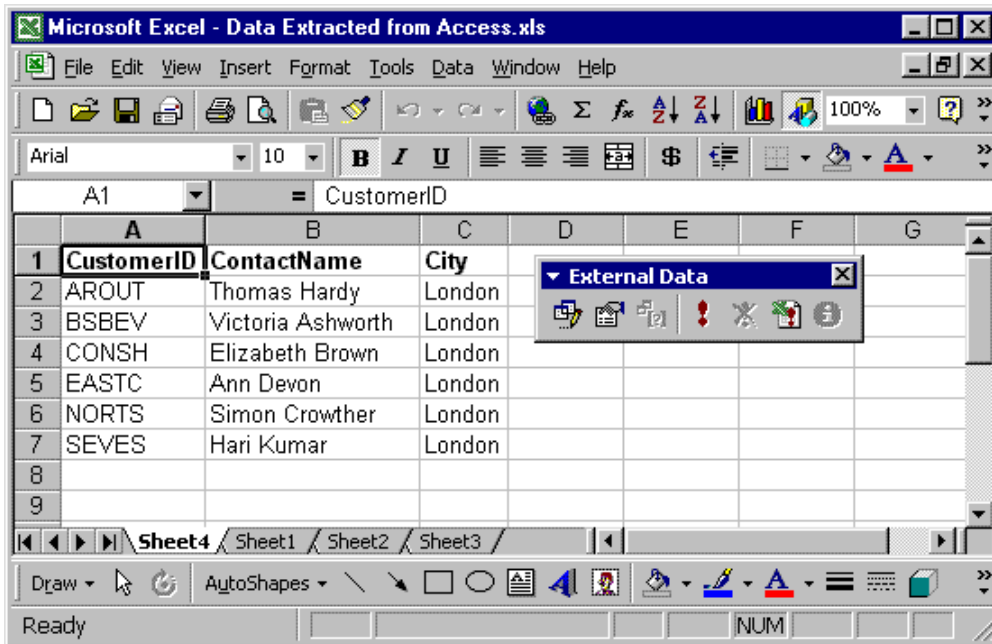 Microsoft Excel - Data Extracted from Access.xls
File Edit View Insert Format Tools Data Window Help
100%
Arial 10 B I U $ A
A1 = CustomerID
A B C D E F G
1 CustomerID ContactName City
External Data
2 AROUT Thomas Hardy London
3 BSBEV Victoria Ashworth London
4 CONSH Elizabeth Brown London
5 EASTC Ann Devon London
6 NORTS Simon Crowther London
7 SEVES Hari Kumar London
8
9
Sheet4 Sheet1 Sheet2 Sheet3
Draw AutoShapes
Ready NUM